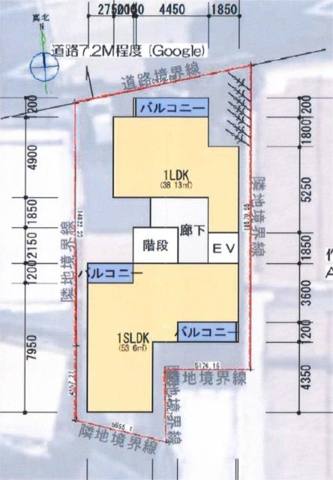 2750
4450
1850
真北
道路7.2M程度 (Google)
道路境界線
バルコニー
1200
1800
4900
1LDK
(38.13㎡)
5250
隣地境界線
1850
廊下
2150
階段
EV
1850
隣地境界線
1200
バルコニー
3600
バルコニー
1200
1SLDK
(53.6㎡)
7950
隣地境界線
4350
隣地境界線
隣地境界線